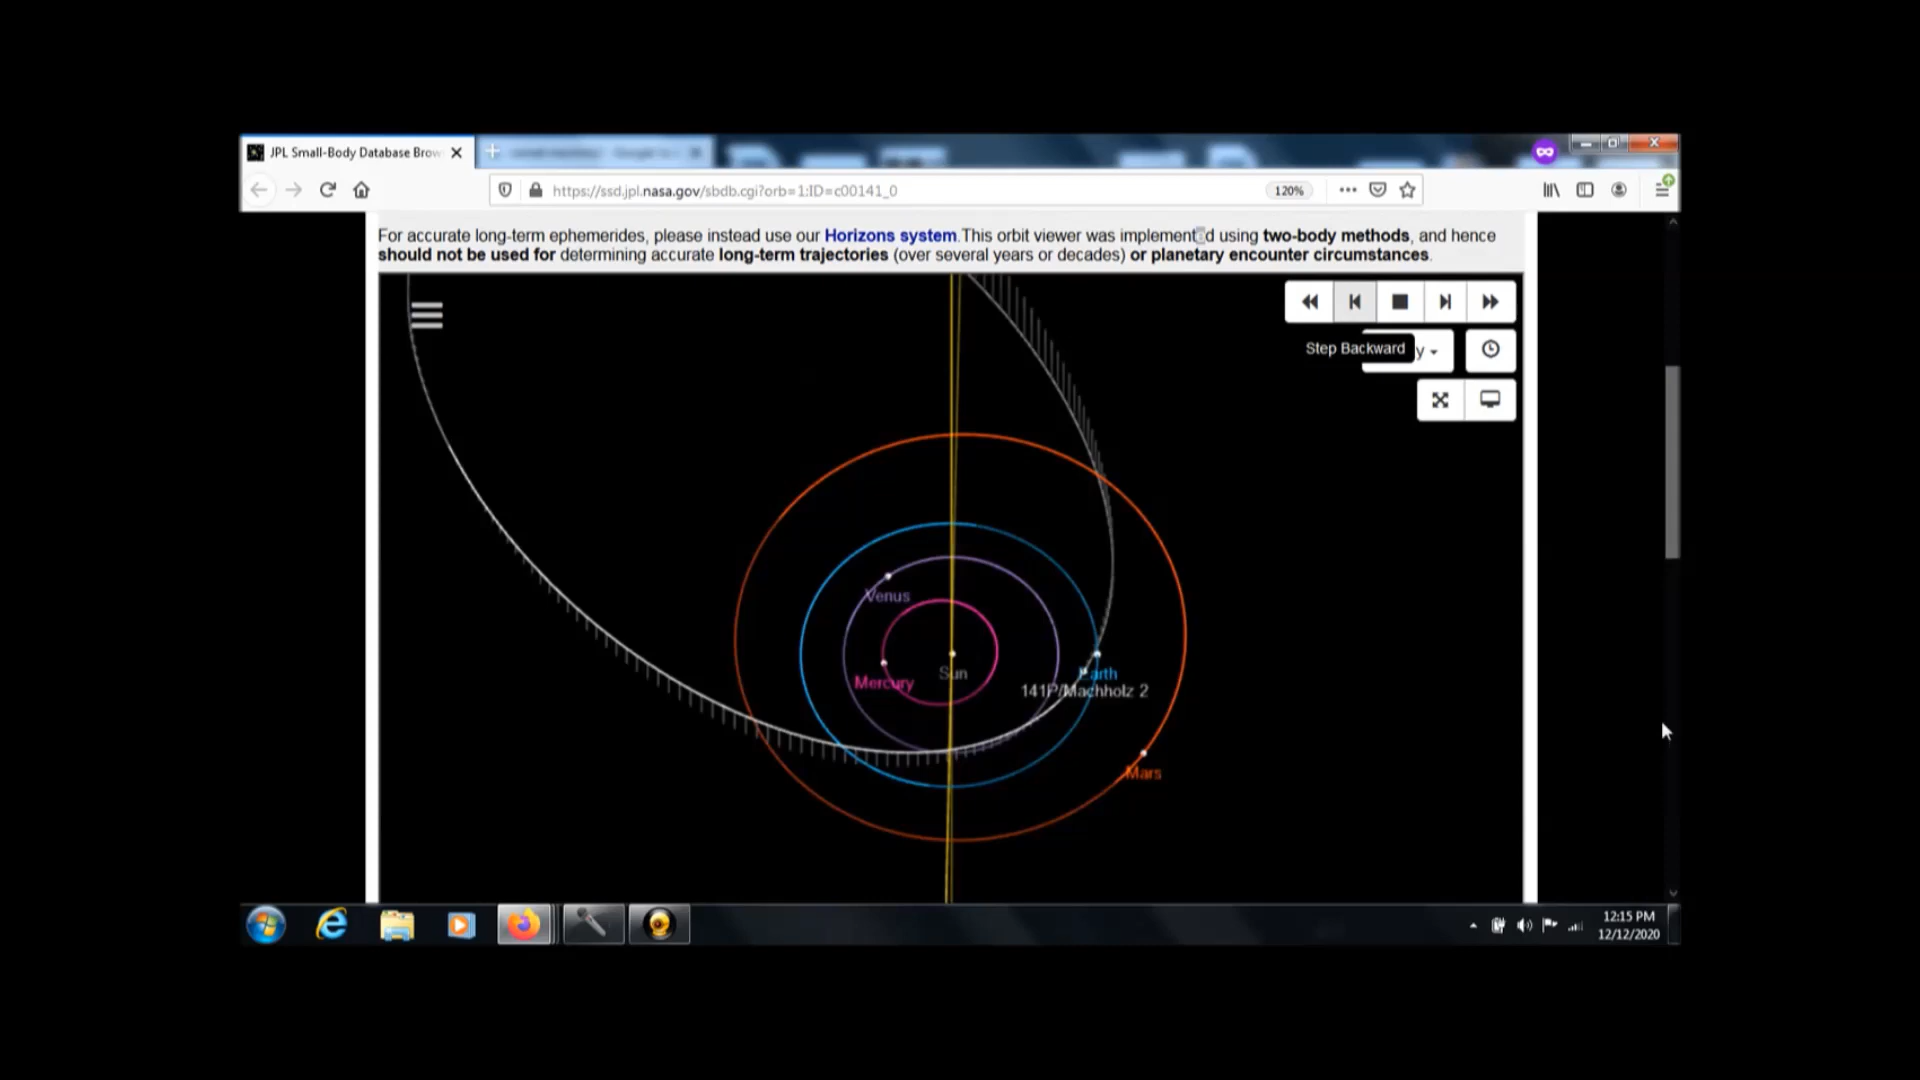 JPL Small-Body Database Brow
https://ssd.jpl.nasa.gov/sbdb.cgi?orb=1;ID=c00141_0
120%
For accurate long-term ephemerides, please instead use our Horizons system.This orbit viewer was implemented using two-body methods, and hence
should not be used for determining accurate long-term trajectories (over several years or decades) or planetary encounter circumstances.
Step Backward
y
Venus
Sun
Mercury
Earth
141P/Machholz 2
Mars
12:15 PM
12/12/2020